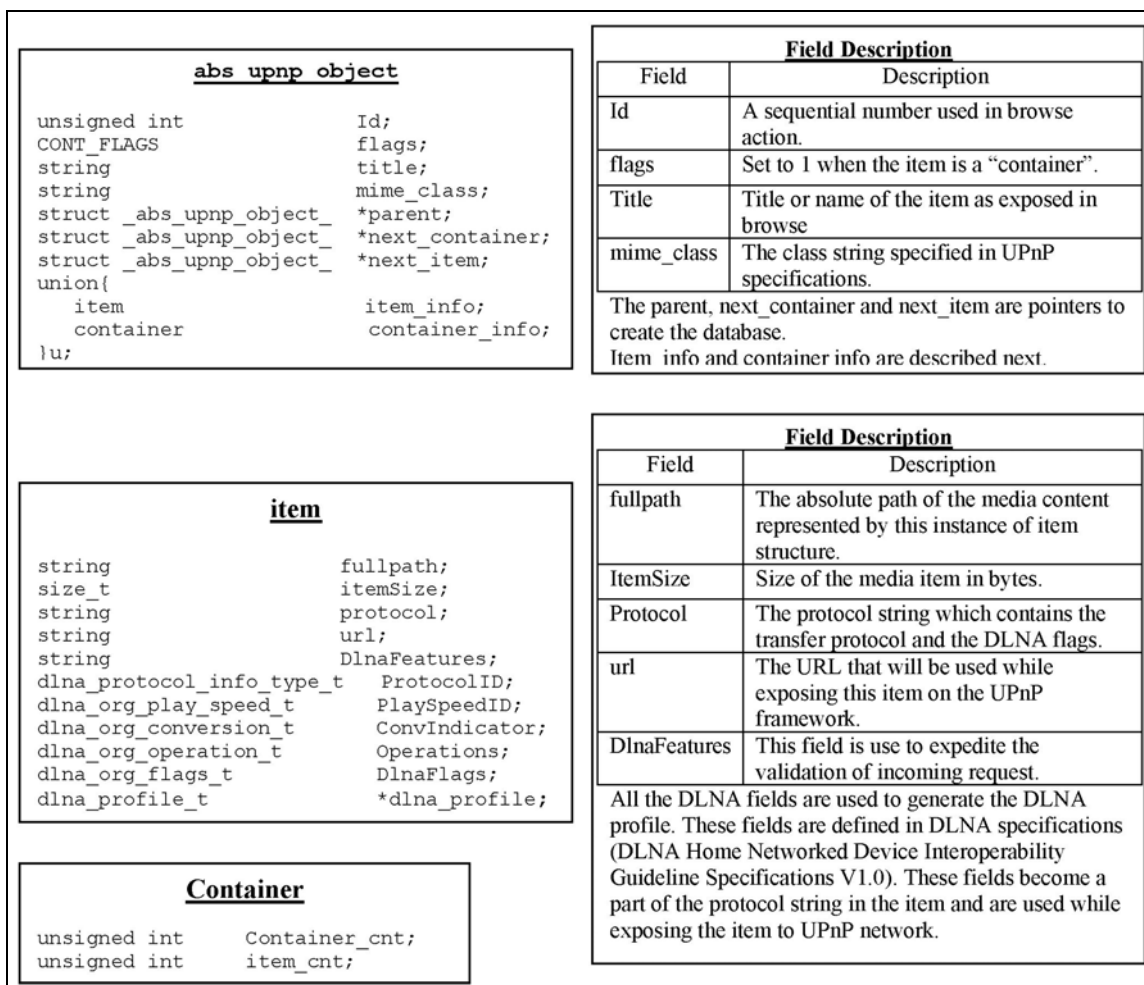 abs upnp object
unsigned int Id;
CONT_FLAGS flags;
string title;
string mime_class;
struct _abs_upnp_object_ *parent;
struct _abs_upnp_object_ *next_container;
struct _abs_upnp_object_ *next_item;
union{
item item_info;
container container_info;
}u;
Field Description
Field Description
Id A sequential number used in browse
action.
flags Set to 1 when the item is a “container”.
Title Title or name of the item as exposed in
browse
mime_class The class string specified in UPnP
specifications.
The parent, next_container and next_item are pointers to
create the database.
Item_info and container info are described next.
item
string fullpath;
size_t itemSize;
string protocol;
string url;
string DlnaFeatures;
dlna_protocol_info_type_t ProtocolID;
dlna_org_play_speed_t PlaySpeedID;
dlna_org_conversion_t ConvIndicator;
dlna_org_operation_t Operations;
dlna_org_flags_t DlnaFlags;
dlna_profile_t *dlna_profile;
Field Description
Field Description
fullpath The absolute path of the media content
represented by this instance of item
structure.
ItemSize Size of the media item in bytes.
Protocol The protocol string which contains the
transfer protocol and the DLNA flags.
url The URL that will be used while
exposing this item on the UPnP
framework.
DlnaFeatures This field is use to expedite the
validation of incoming request.
All the DLNA fields are used to generate the DLNA
profile. These fields are defined in DLNA specifications
(DLNA Home Networked Device Interoperability
Guideline Specifications V1.0). These fields become a
part of the protocol string in the item and are used while
exposing the item to UPnP network.
Container
unsigned int Container_cnt;
unsigned int item_cnt;